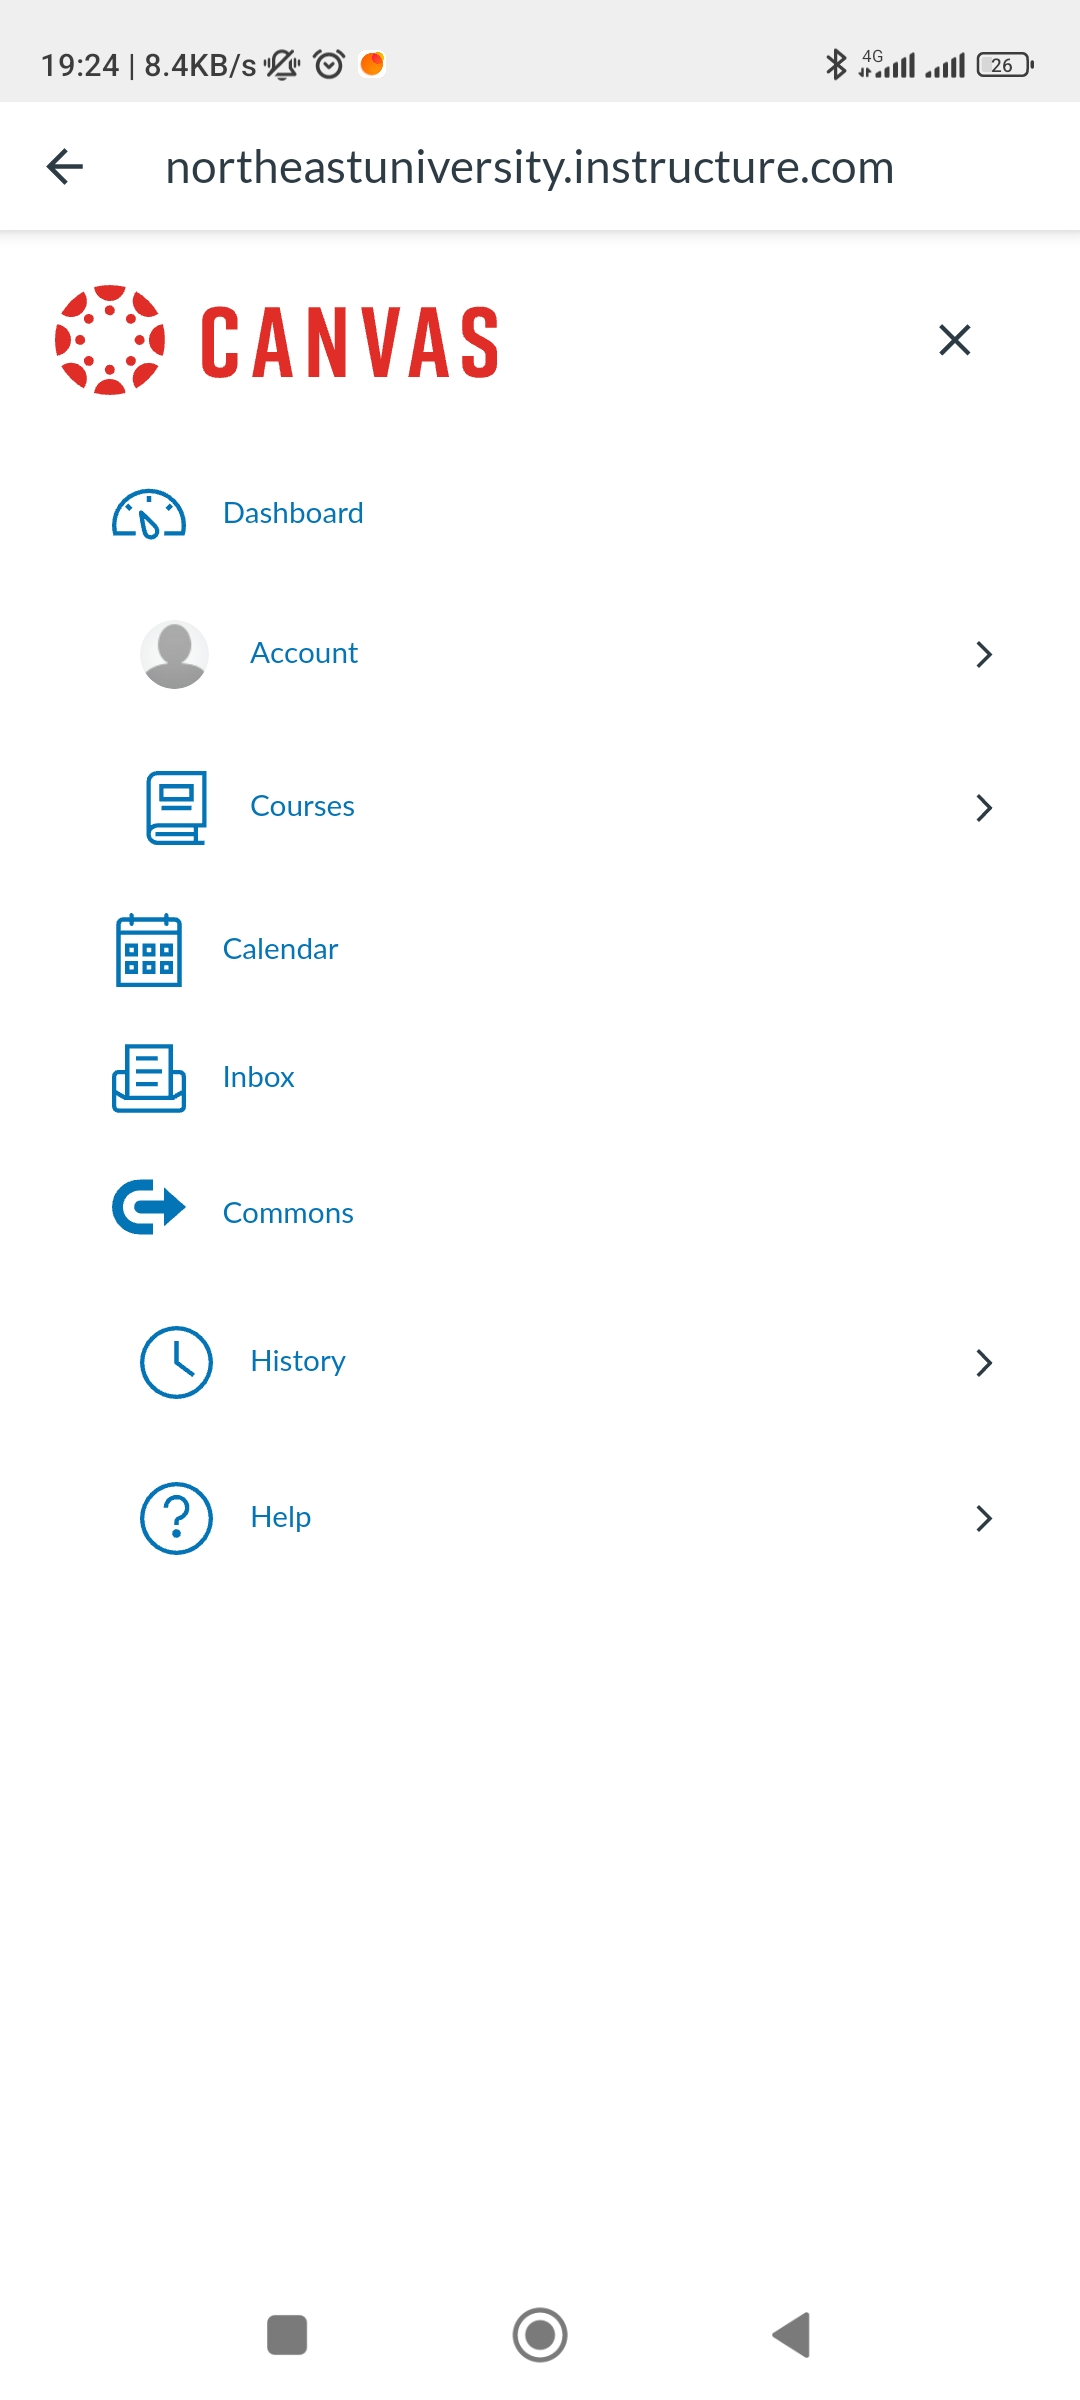 19:24 | 8.4KB/s 4G 26
northeastuniversity.instructure.com
CANVAS
Dashboard
Account
Courses
Calendar
Inbox
Commons
History
Help